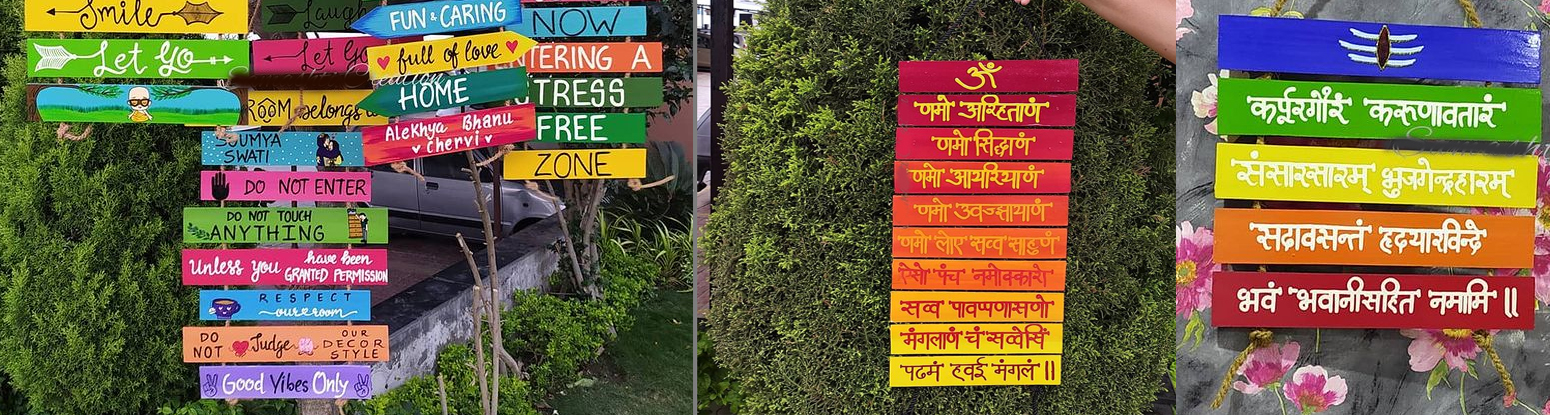 Smile
Let Go
Laugh
Let Go
RooM belongs
SOUMYA
SWATI
DO NOT ENTER
DO NOT TOUCH
ANYTHING
Unless you have been
GRANTED PERMISSION
RESPECT
our room
DO NOT Judge OUR DECOR STYLE
Good Vibes Only
FUN & CARING
full of love
HOME
Alekhya Bhanu
Chervi
NOW
TERING A
TRESS
FREE
ZONE
ॐ
णमो अरिहंताणं
णमो सिद्धाणं
णमो आयरियाणं
णमो उवज्झायाणं
णमो लोए सव्व साहूणं
ऐसो पंच नमोक्कारो
सव्व पावप्पणासणो
मंगलाणं च सव्वेसिं
पढमं हवई मंगलं ॥
कर्पूरगौरं करुणावतारं
संसारसारम् भुजगेन्द्रहारम्
सदावसन्तं हृदयारविन्दे
भवं भवानीसहित नमामि ॥